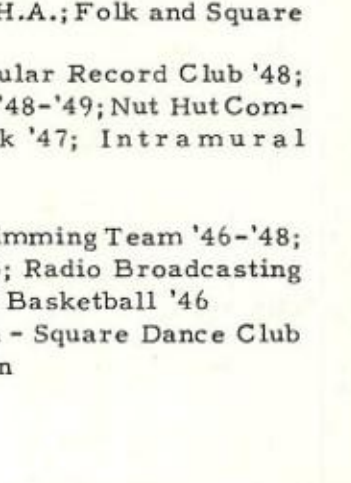 H.A.; Folk and Square
ular Record Club '48;
'48-'49; Nut Hut Com-
k '47; Intramural
mming Team '46-'48;
; Radio Broadcasting
Basketball '46
- Square Dance Club
n